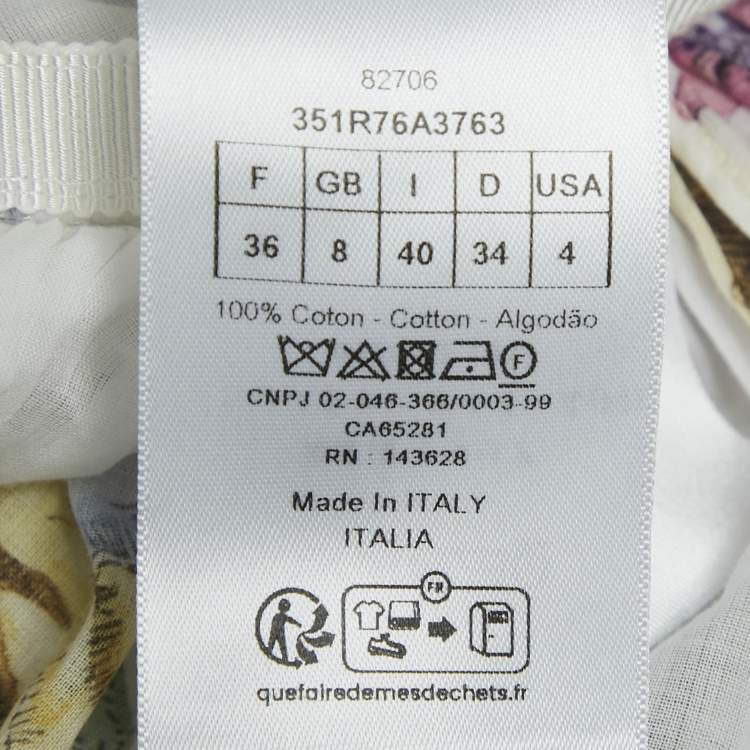 82706
351R76A3763
F GB I D USA
36 8 40 34 4
100% Coton - Cotton - Algodão
F
CNPJ 02-046-366/0003-99
CA65281
RN : 143628
Made In ITALY
ITALIA
FR
quefairedemesdechets.fr